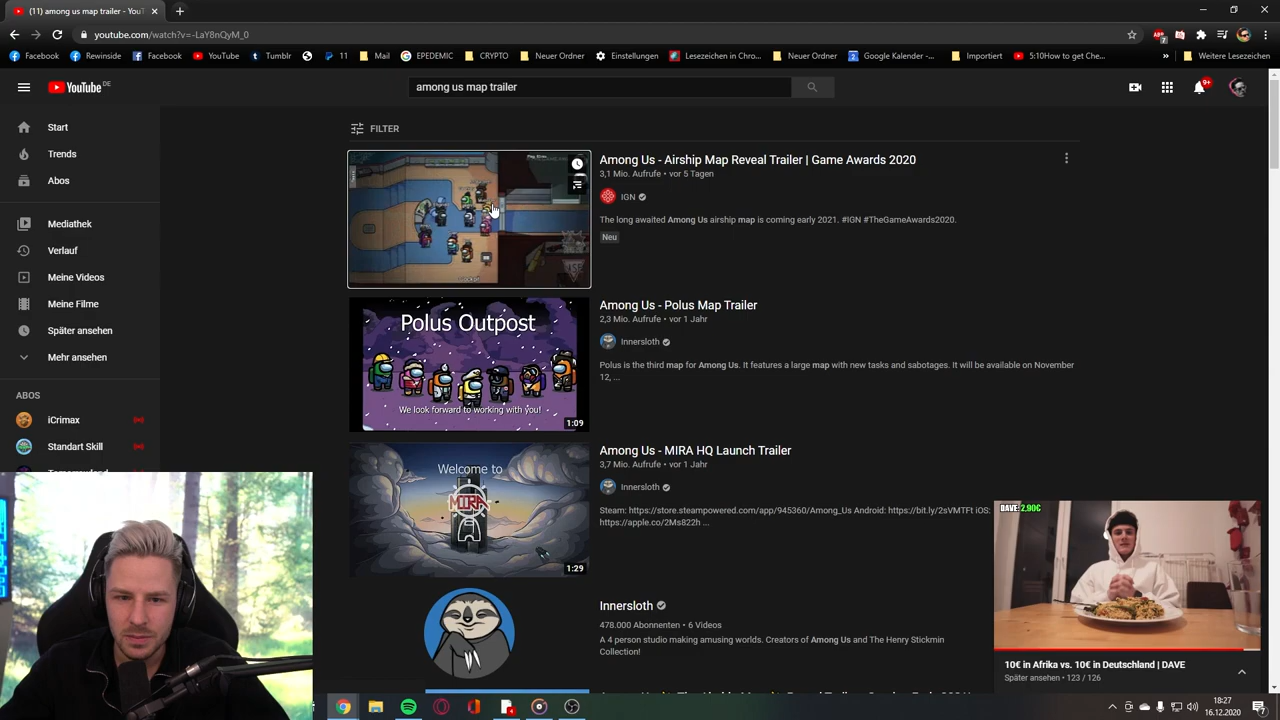 (11) among us map trailer - YouT
youtube.com/watch?v=-LaY8nQyM_0
Facebook
Rewinside
Facebook
YouTube
Tumblr
11
Mail
EPEDEMIC
CRYPTO
Neuer Ordner
Einstellungen
Lesezeichen in Chro...
Neuer Ordner
Google Kalender -...
Importiert
5:10How to get Che...
»
Weitere Lesezeichen
YouTube DE
among us map trailer
9+
Start
Trends
Abos
Mediathek
Verlauf
Meine Videos
Meine Filme
Später ansehen
Mehr ansehen
ABOS
iCrimax
Standart Skill
FILTER
Among Us - Airship Map Reveal Trailer | Game Awards 2020
3,1 Mio. Aufrufe • vor 5 Tagen
IGN
The long awaited Among Us airship map is coming early 2021. #IGN #TheGameAwards2020.
Neu
Polus Outpost
We look forward to working with you!
1:09
Among Us - Polus Map Trailer
2,3 Mio. Aufrufe • vor 1 Jahr
Innersloth
Polus is the third map for Among Us. It features a large map with new tasks and sabotages. It will be available on November
12, ...
Welcome to
MIRA
1:29
Among Us - MIRA HQ Launch Trailer
3,7 Mio. Aufrufe • vor 1 Jahr
Innersloth
Steam: https://store.steampowered.com/app/945360/Among_Us Android: https://bit.ly/2sVMTFt iOS:
https://apple.co/2Ms822h ...
Innersloth
478.000 Abonnenten • 6 Videos
A 4 person studio making amusing worlds. Creators of Among Us and The Henry Stickmin
Collection!
DAVE: 2.90€
10€ in Afrika vs. 10€ in Deutschland | DAVE
Später ansehen • 123 / 126
18:27
16.12.2020